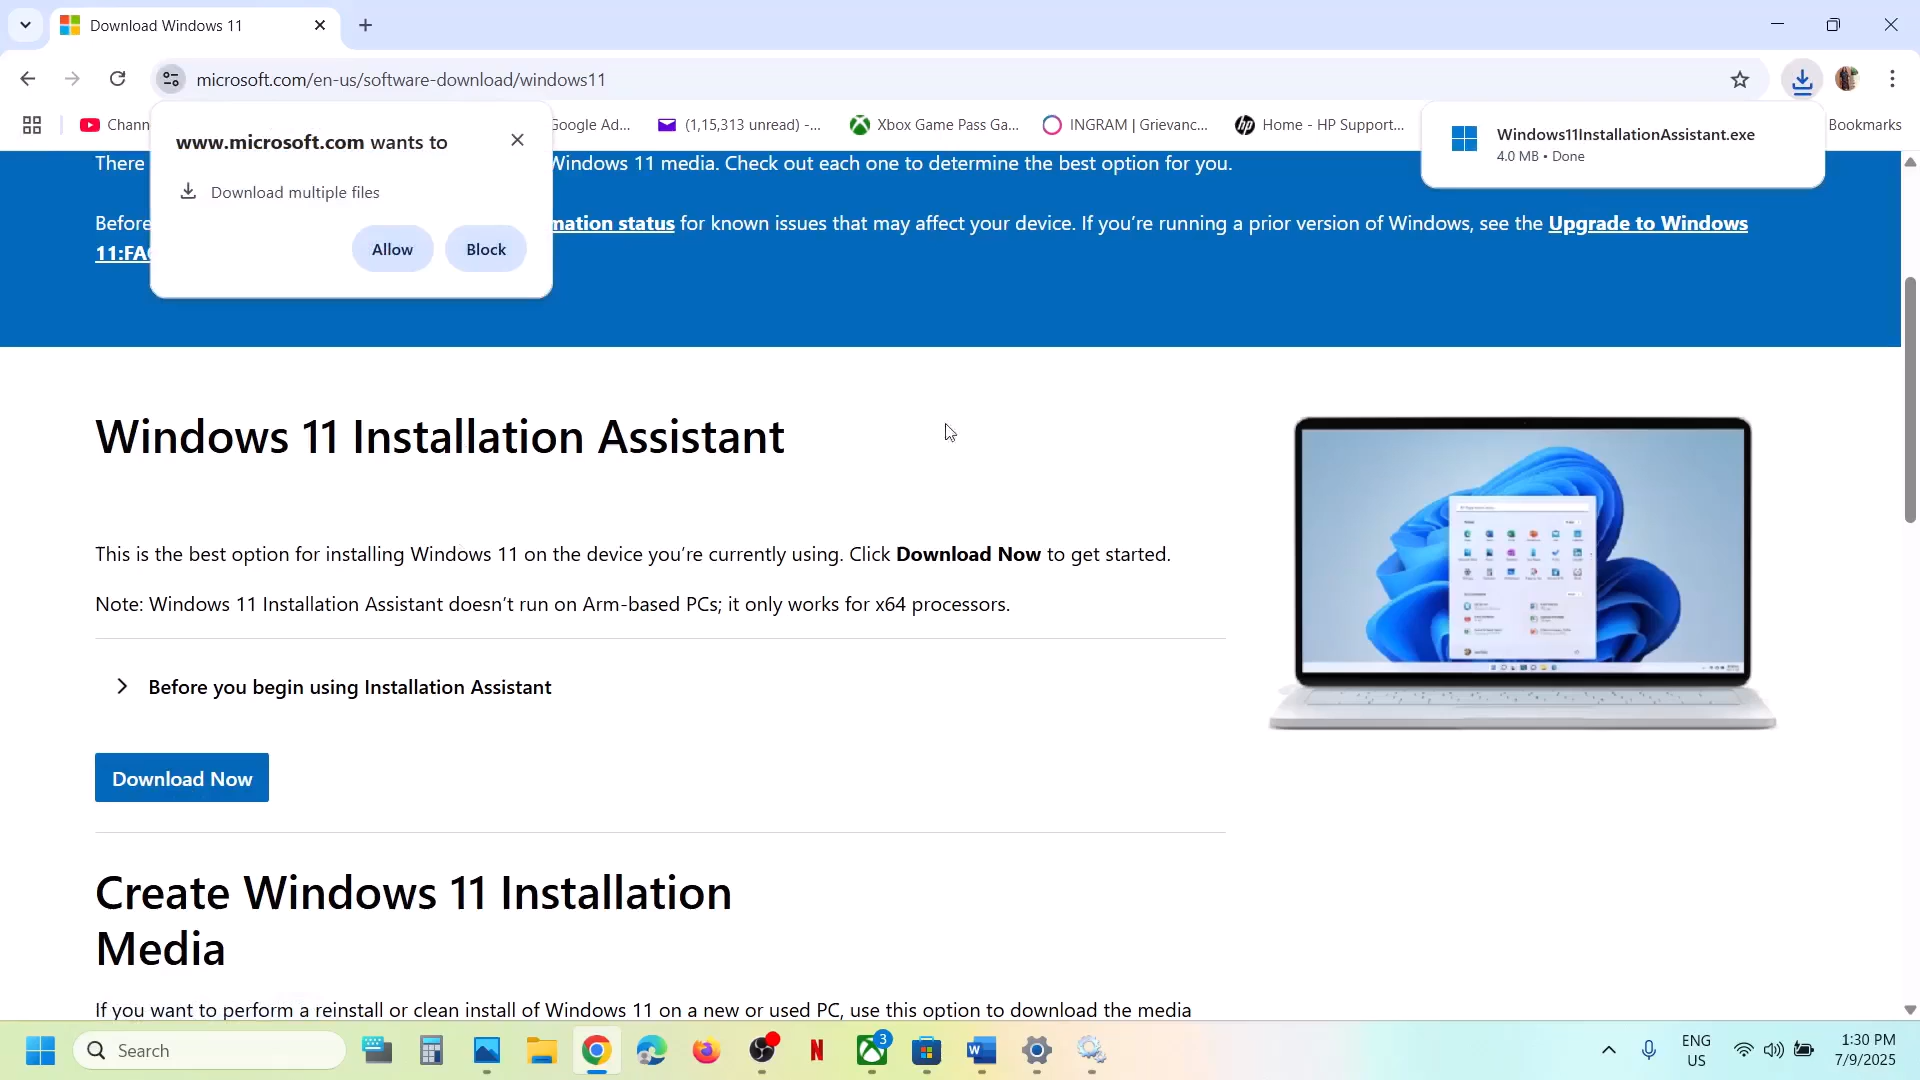 Download Windows 11
microsoft.com/en-us/software-download/windows11
Chann
Google Ad...
(1,15,313 unread) -...
Xbox Game Pass Ga...
INGRAM | Grievanc...
Home - HP Support...
Bookmarks
www.microsoft.com wants to
Download multiple files
Allow
Block
Windows11InstallationAssistant.exe
4.0 MB • Done
There
Windows 11 media. Check out each one to determine the best option for you.
Before
mation status for known issues that may affect your device. If you’re running a prior version of Windows, see the Upgrade to Windows
11:FA
Windows 11 Installation Assistant
This is the best option for installing Windows 11 on the device you’re currently using. Click Download Now to get started.
Note: Windows 11 Installation Assistant doesn’t run on Arm-based PCs; it only works for x64 processors.
Before you begin using Installation Assistant
Download Now
Create Windows 11 Installation
Media
If you want to perform a reinstall or clean install of Windows 11 on a new or used PC, use this option to download the media
Search
3
ENG
US
1:30 PM
7/9/2025